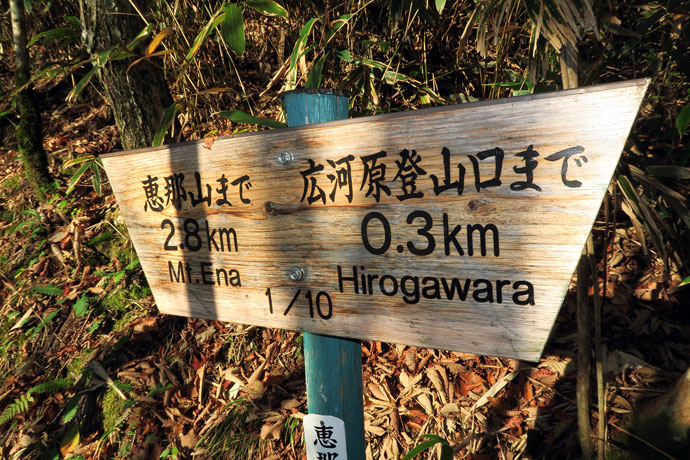 恵那山まで
2.8km
Mt.Ena
広河原登山口まで
0.3km
Hirogawara
1/10
恵
那